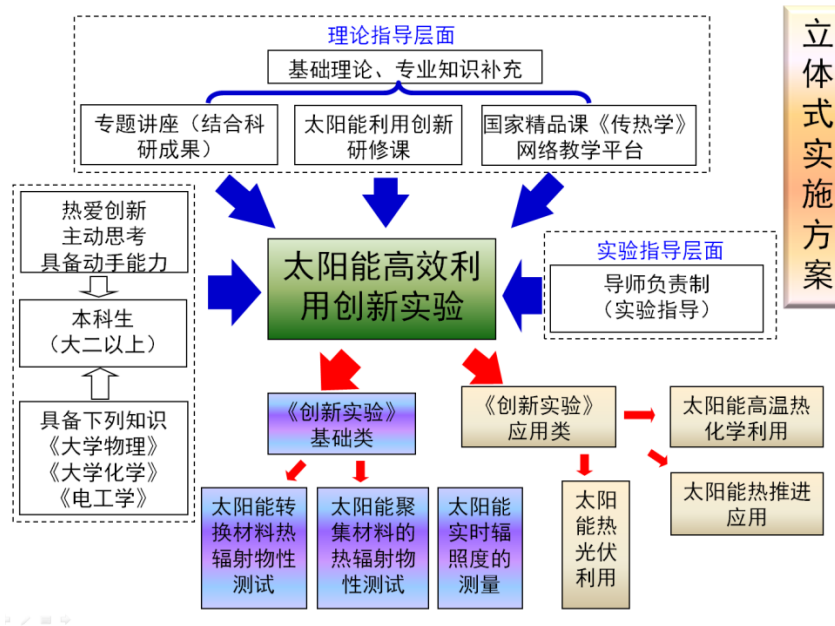 理论指导层面
基础理论、专业知识补充
专题讲座（结合科
研成果）
太阳能利用创新
研修课
国家精品课《传热学》
网络教学平台
立体式实施方案
热爱创新
主动思考
具备动手能力
本科生
（大二以上）
具备下列知识
《大学物理》
《大学化学》
《电工学》
太阳能高效利
用创新实验
实验指导层面
导师负责制
（实验指导）
《创新实验》
基础类
《创新实验》
应用类
太阳能高温热
化学利用
太阳能热推进
应用
太阳能转
换材料热
辐射物性
测试
太阳能聚
集材料的
热辐射物
性测试
太阳能
实时辐
照度的
测量
太阳
能热
光伏
利用